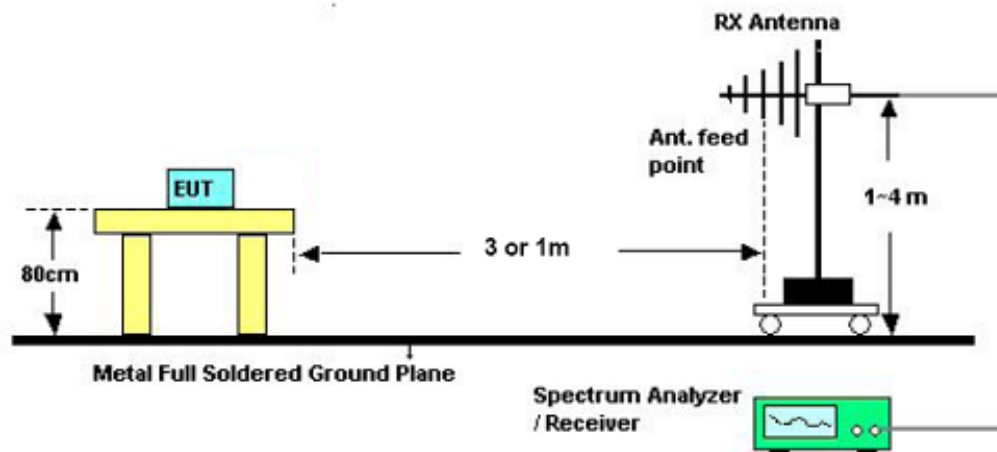 RX Antenna
Ant. feed
point
EUT
1~4 m
3 or 1m
80cm
Metal Full Soldered Ground Plane
Spectrum Analyzer
/ Receiver